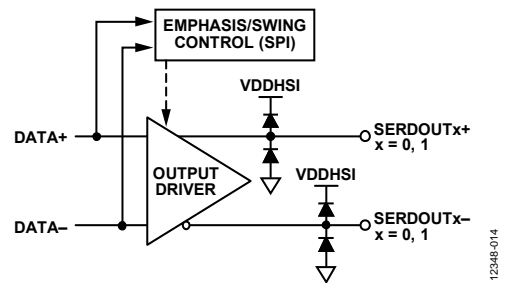 EMPHASIS/SWING
CONTROL (SPI)
VDDHSI
DATA+
SERDOUTx+
x = 0, 1
OUTPUT
DRIVER
VDDHSI
DATA–
SERDOUTx–
x = 0, 1
12348-014